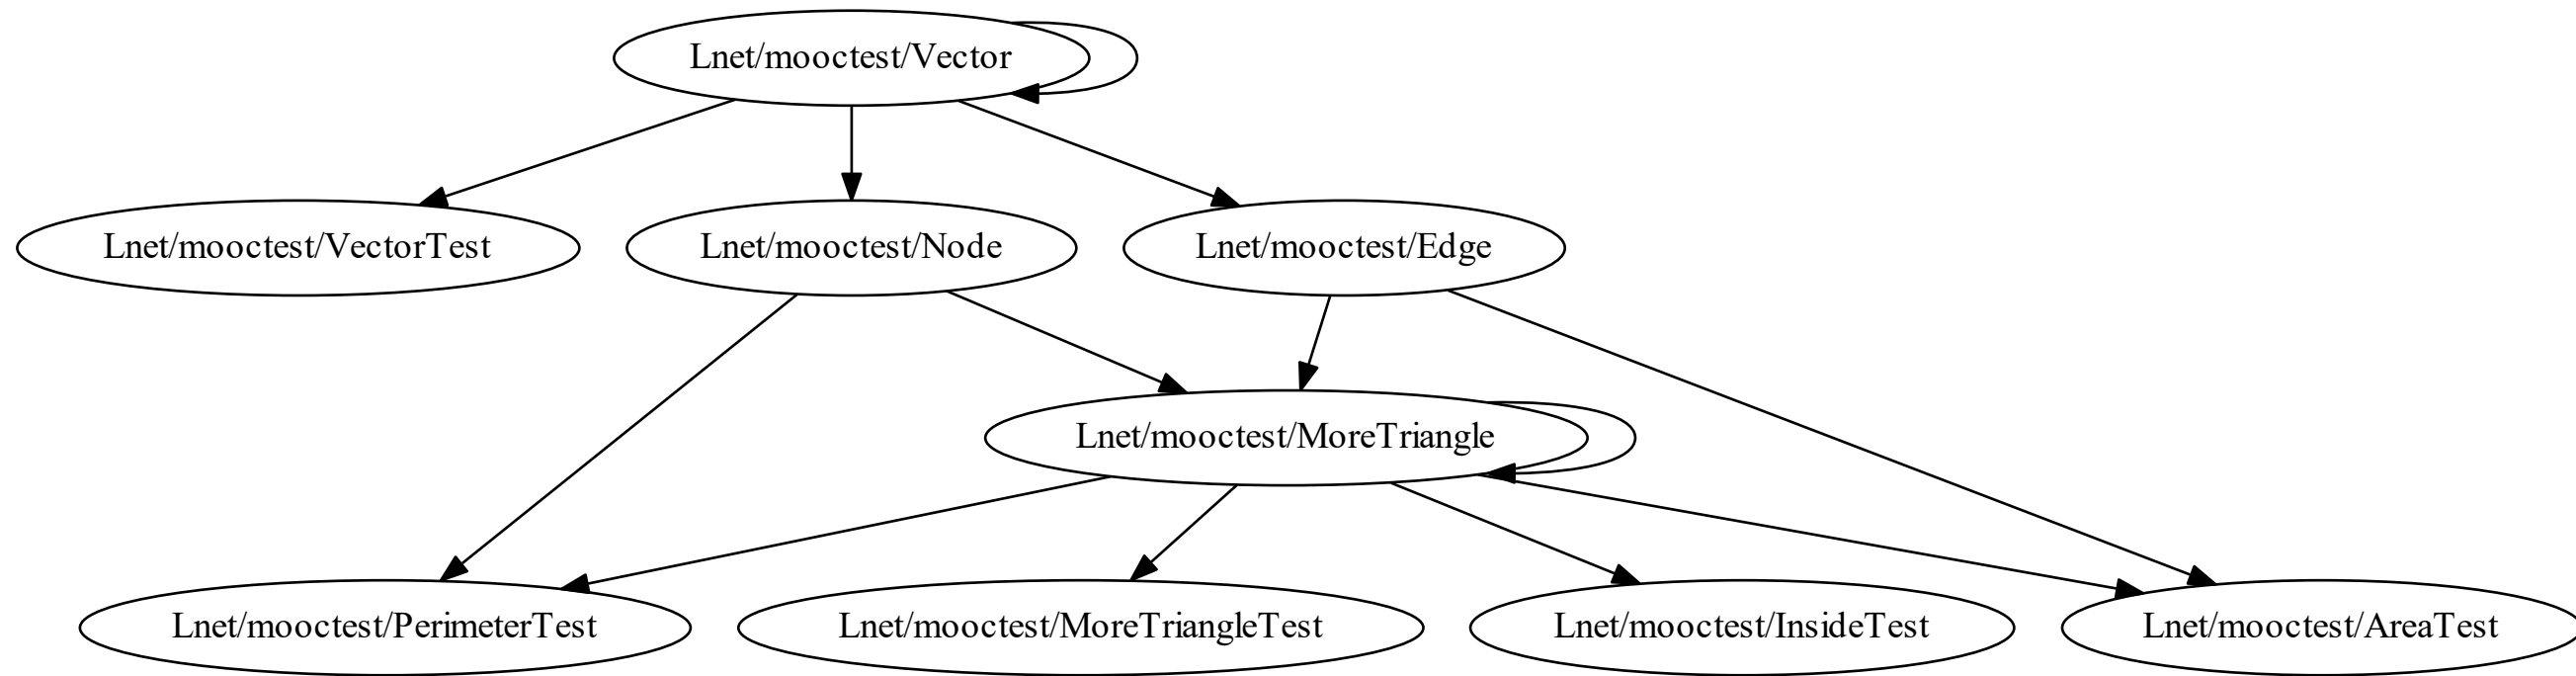 Lnet/mooctest/Vector
Lnet/mooctest/VectorTest
Lnet/mooctest/Node
Lnet/mooctest/Edge
Lnet/mooctest/MoreTriangle
Lnet/mooctest/PerimeterTest
Lnet/mooctest/MoreTriangleTest
Lnet/mooctest/InsideTest
Lnet/mooctest/AreaTest